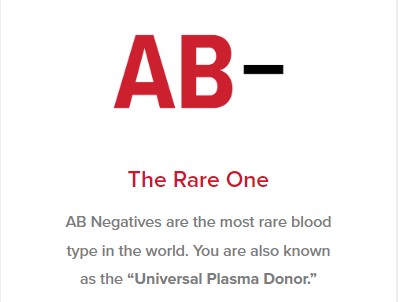 AB-
The Rare One
AB Negatives are the most rare blood
type in the world. You are also known
as the “Universal Plasma Donor.”